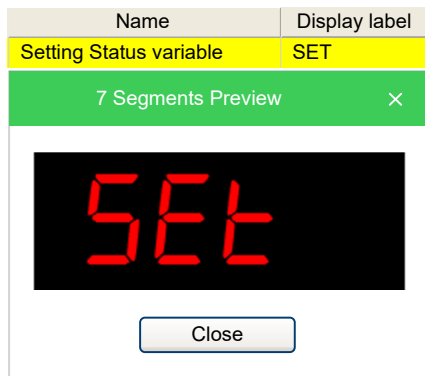 Name Display label
Setting Status variable SET
7 Segments Preview ×
SEt
Close